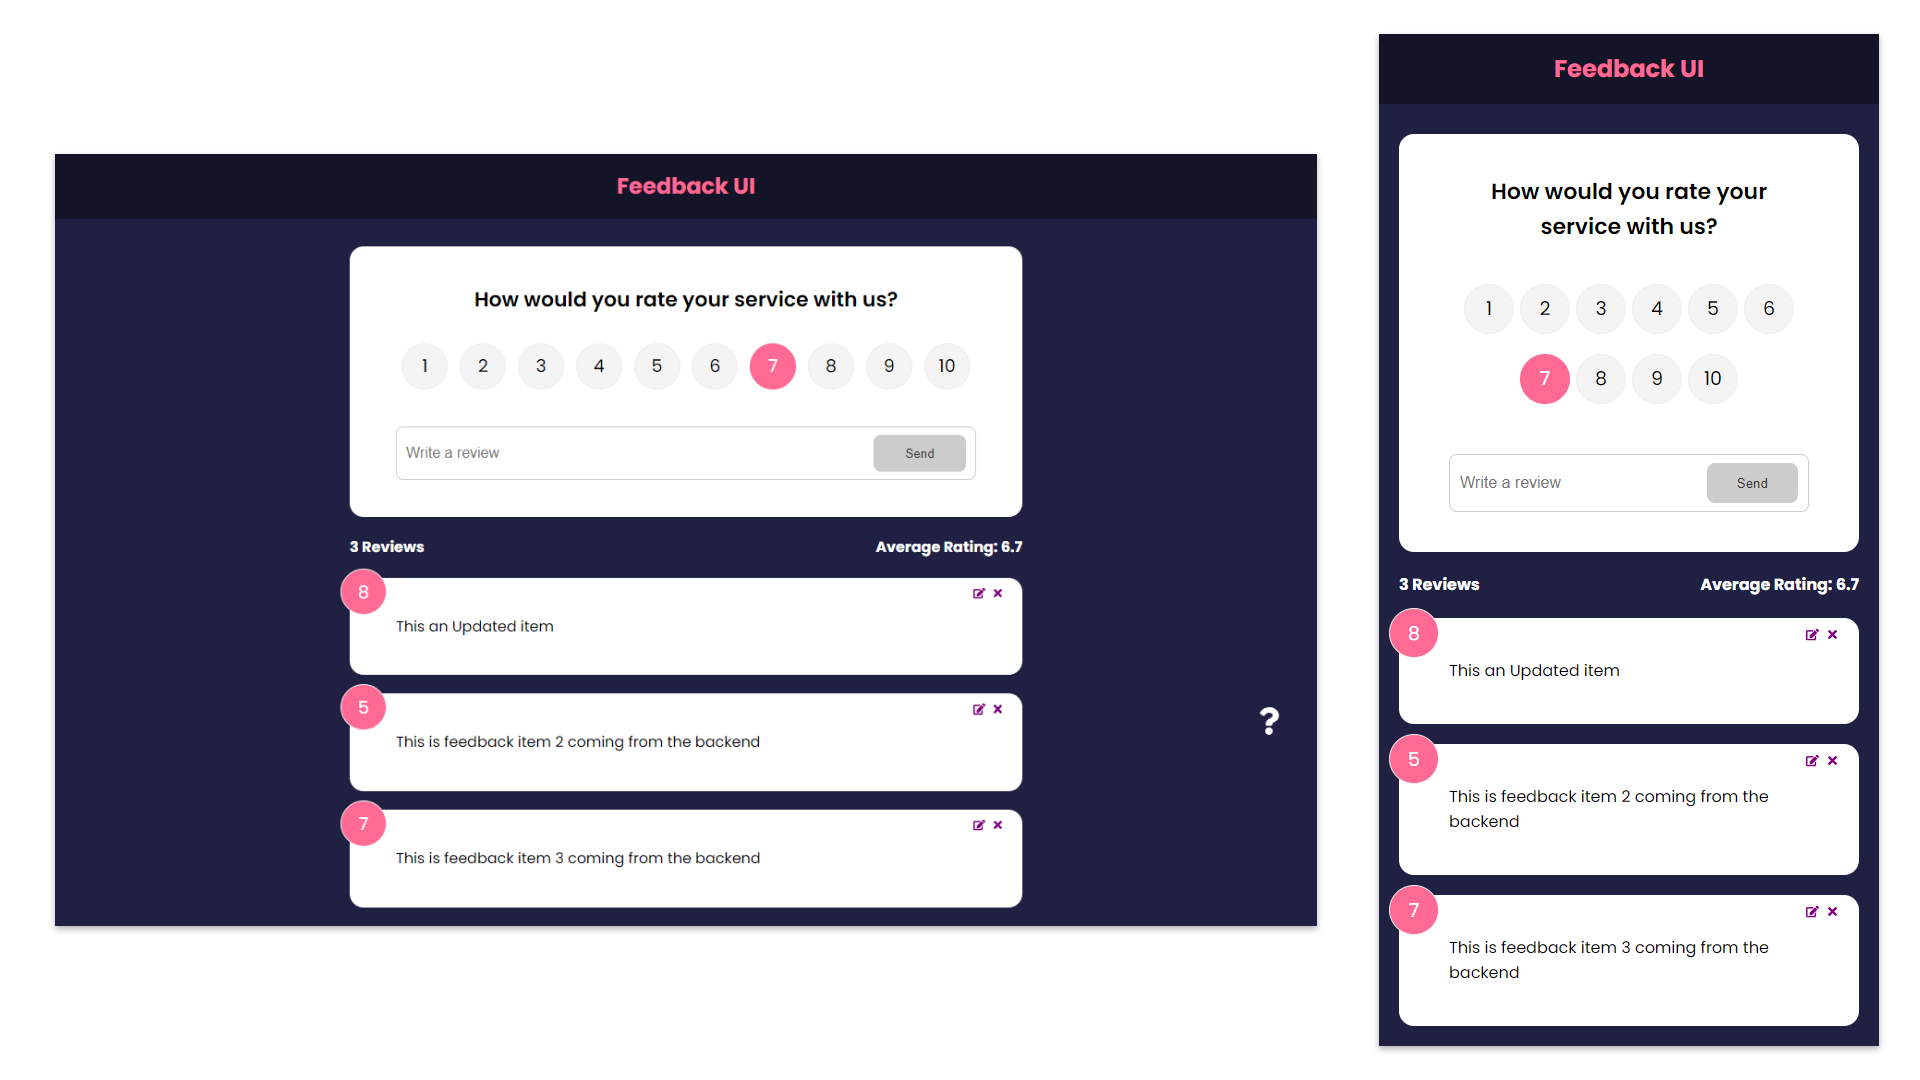 Feedback UI
How would you rate your service with us?
1 2 3 4 5 6 7 8 9 10
Write a review Send
3 Reviews Average Rating: 6.7
8
This an Updated item
5
This is feedback item 2 coming from the backend
7
This is feedback item 3 coming from the backend
?
Feedback UI
How would you rate your
service with us?
1 2 3 4 5 6
7 8 9 10
Write a review Send
3 Reviews Average Rating: 6.7
8
This an Updated item
5
This is feedback item 2 coming from the
backend
7
This is feedback item 3 coming from the
backend